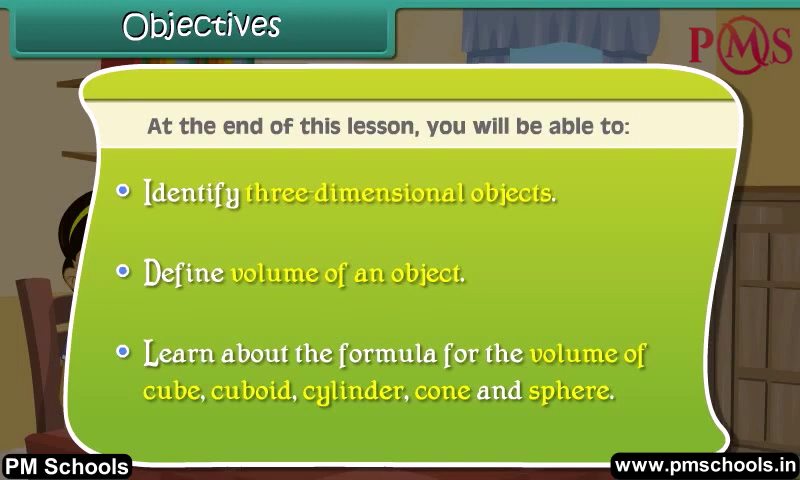 Objectives
PMS
At the end of this lesson, you will be able to:
Identify three-dimensional objects.
Define volume of an object.
Learn about the formula for the volume of
cube, cuboid, cylinder, cone and sphere.
PM Schools
www.pmschools.in